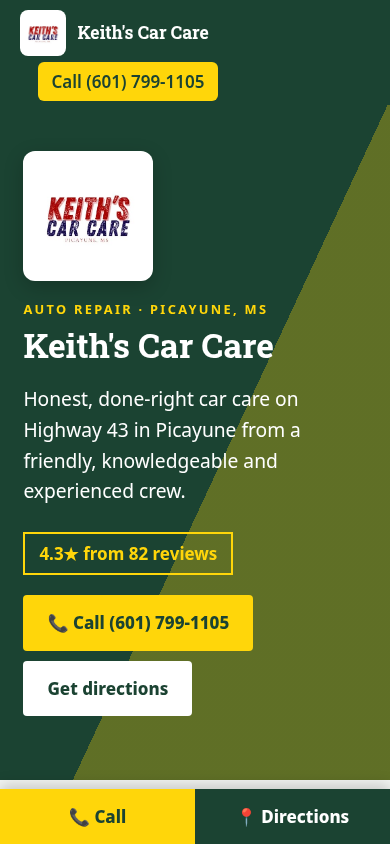 KEITH'S
CAR CARE
Keith's Car Care
Call (601) 799-1105
KEITH'S
CAR CARE
PICAYUNE, MS
AUTO REPAIR · PICAYUNE, MS
Keith's Car Care
Honest, done-right car care on
Highway 43 in Picayune from a
friendly, knowledgeable and
experienced crew.
4.3★ from 82 reviews
📞 Call (601) 799-1105
Get directions
📞 Call
📍 Directions